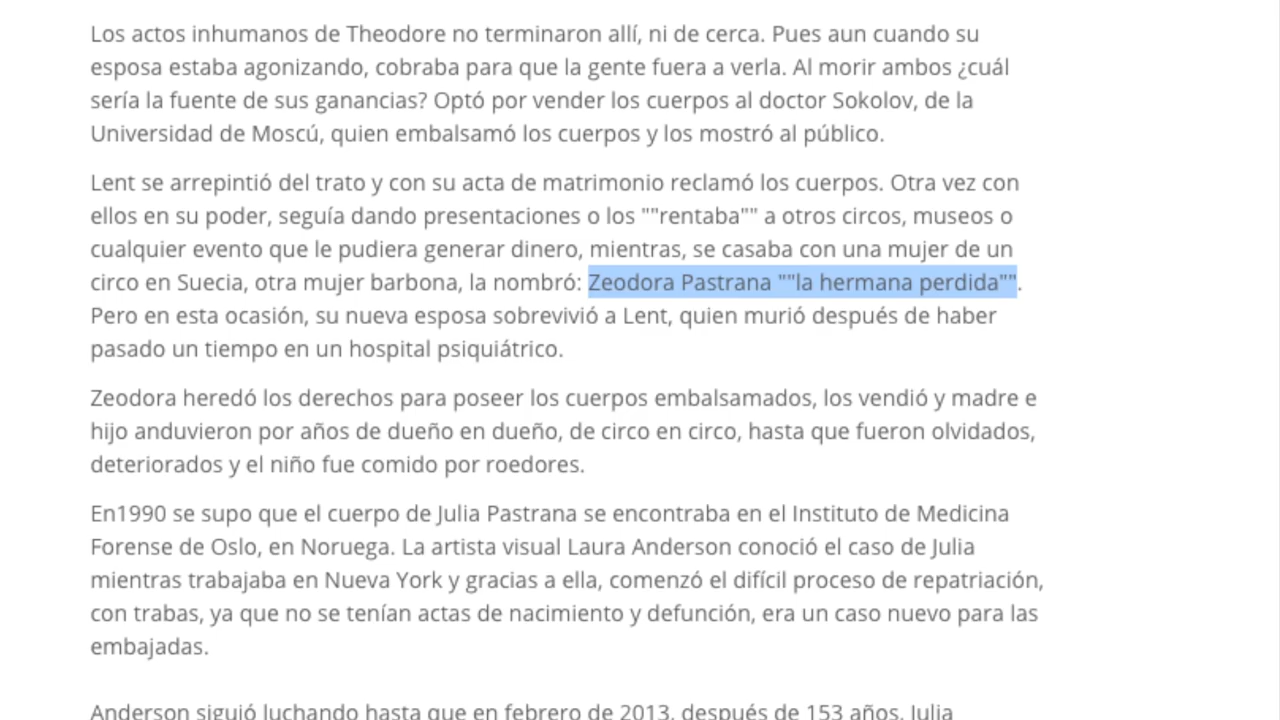 Los actos inhumanos de Theodore no terminaron allí, ni de cerca. Pues aun cuando su
esposa estaba agonizando, cobraba para que la gente fuera a verla. Al morir ambos ¿cuál
sería la fuente de sus ganancias? Optó por vender los cuerpos al doctor Sokolov, de la
Universidad de Moscú, quien embalsamó los cuerpos y los mostró al público.
Lent se arrepintió del trato y con su acta de matrimonio reclamó los cuerpos. Otra vez con
ellos en su poder, seguía dando presentaciones o los ""rentaba"" a otros circos, museos o
cualquier evento que le pudiera generar dinero, mientras, se casaba con una mujer de un
circo en Suecia, otra mujer barbona, la nombró: Zeodora Pastrana ""la hermana perdida"".
Pero en esta ocasión, su nueva esposa sobrevivió a Lent, quien murió después de haber
pasado un tiempo en un hospital psiquiátrico.
Zeodora heredó los derechos para poseer los cuerpos embalsamados, los vendió y madre e
hijo anduvieron por años de dueño en dueño, de circo en circo, hasta que fueron olvidados,
deteriorados y el niño fue comido por roedores.
En1990 se supo que el cuerpo de Julia Pastrana se encontraba en el Instituto de Medicina
Forense de Oslo, en Noruega. La artista visual Laura Anderson conoció el caso de Julia
mientras trabajaba en Nueva York y gracias a ella, comenzó el difícil proceso de repatriación,
con trabas, ya que no se tenían actas de nacimiento y defunción, era un caso nuevo para las
embajadas.
Anderson siguió luchando hasta que en febrero de 2013, después de 153 años, Julia